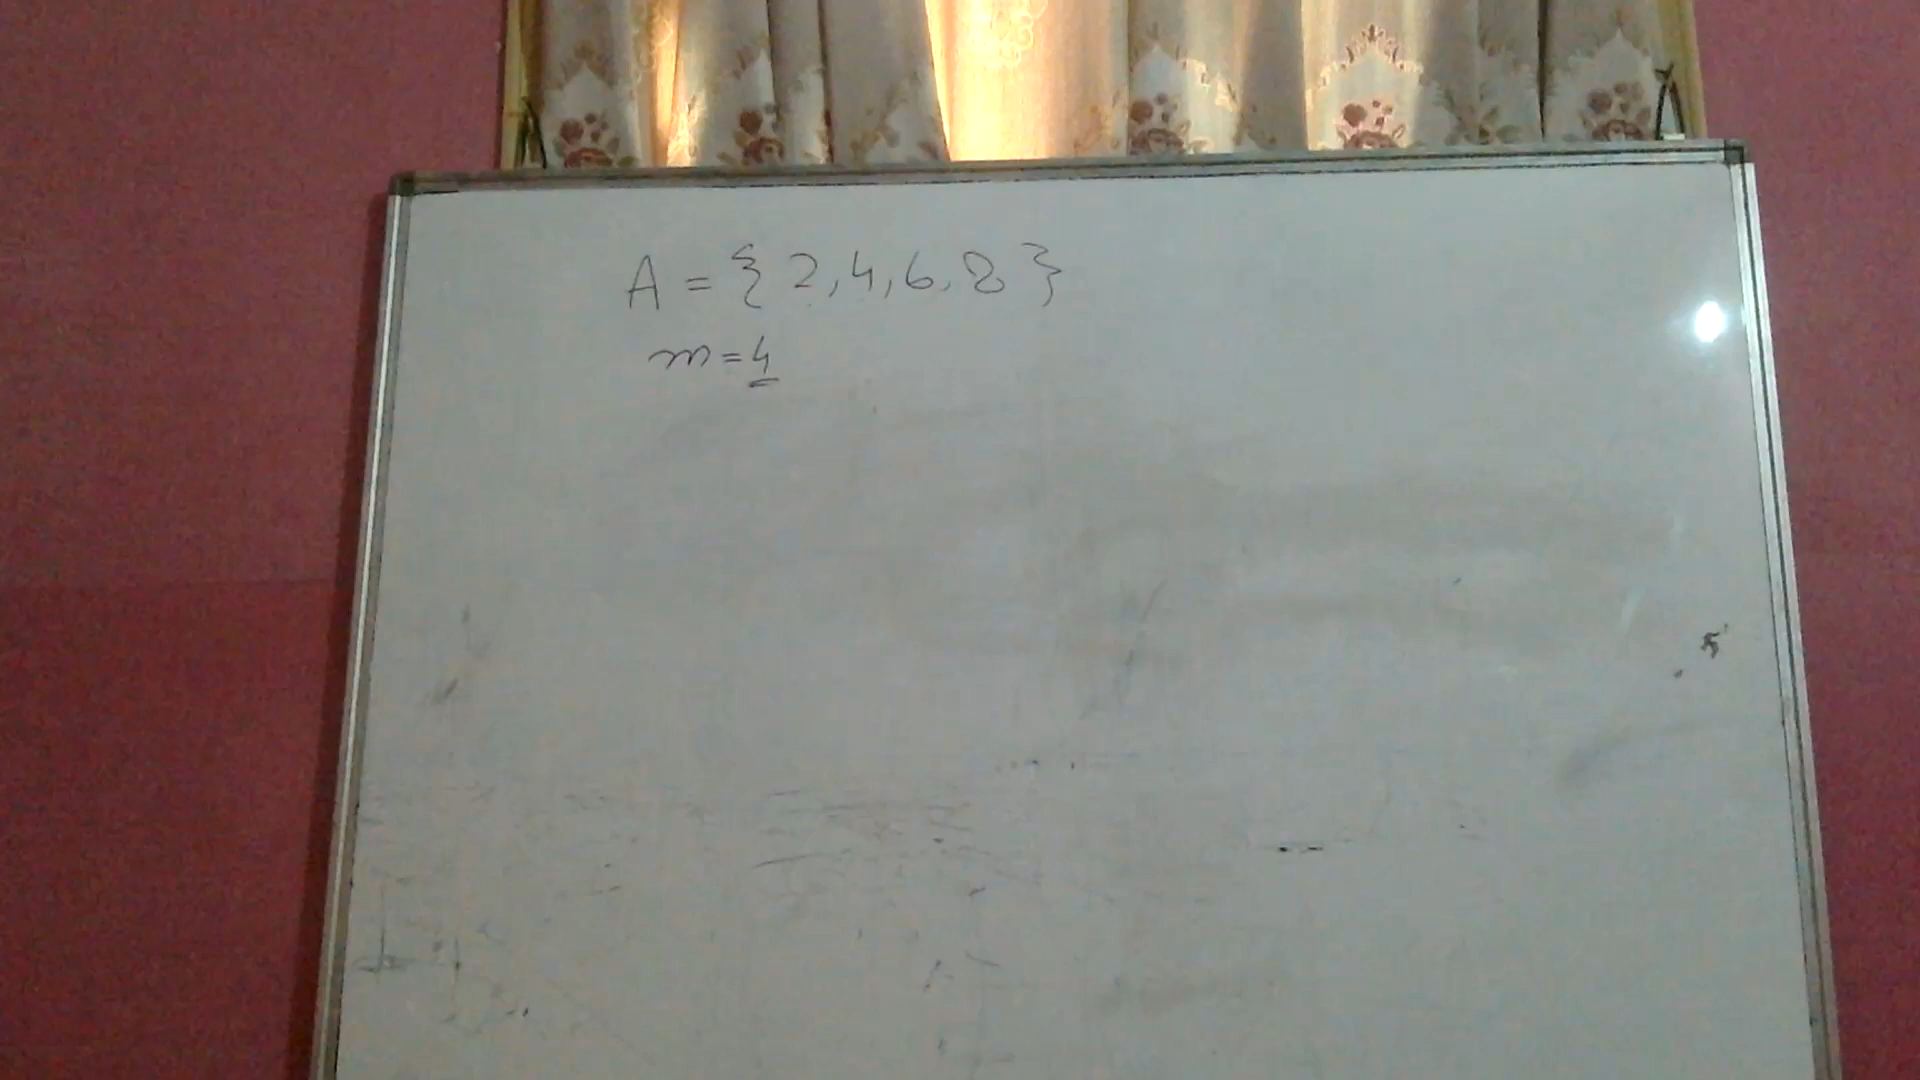 A = { 2, 4, 6, 8 }
m = 4